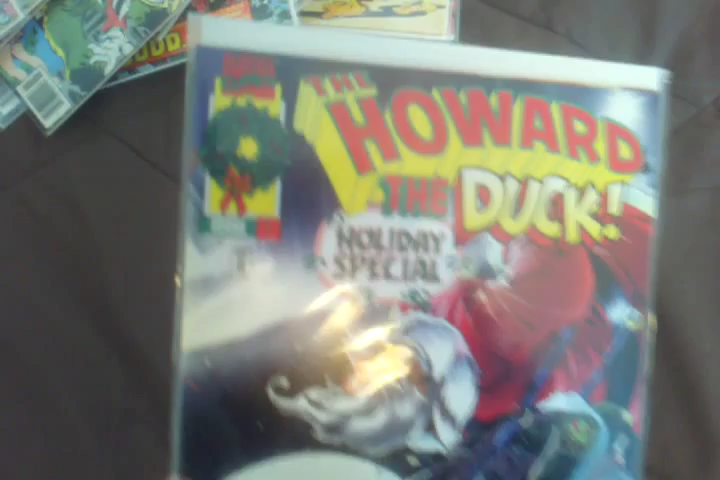 THE
HOWARD
THE DUCK!
HOLIDAY
SPECIAL